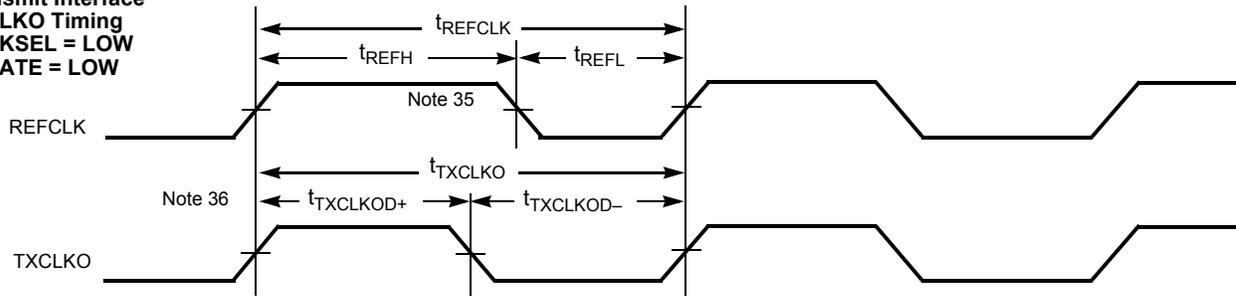 Interface
LKO Timing
KSEL = LOW
ATE = LOW
tREFCLK
tREFH
tREFL
Note 35
REFCLK
tTXCLKO
Note 36
tTXCLKOD+
tTXCLKOD–
TXCLKO